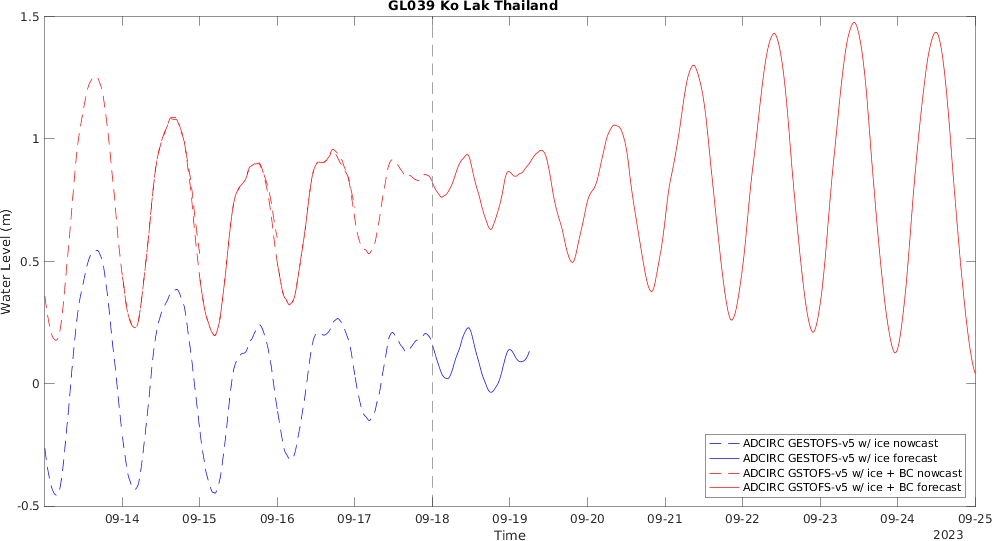 GL039 Ko Lak Thailand
Water Level (m)
1.5
1
0.5
0
-0.5
09-14 09-15 09-16 09-17 09-18 09-19 09-20 09-21 09-22 09-23 09-24 09-25
Time
2023
ADCIRC GESTOFS-v5 w/ ice nowcast
ADCIRC GESTOFS-v5 w/ ice forecast
ADCIRC GSTOFS-v5 w/ ice + BC nowcast
ADCIRC GSTOFS-v5 w/ ice + BC forecast